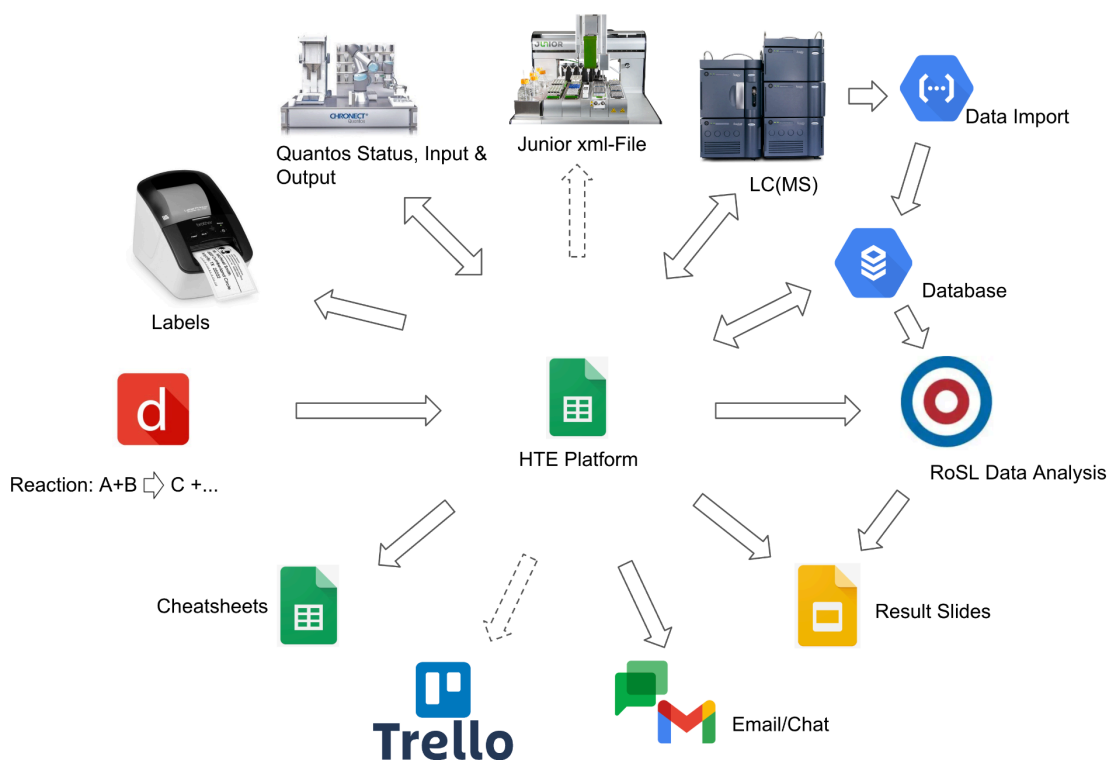 JUNIOR
CHRONECT®
Quantos
Quantos Status, Input &
Output
Junior xml-File
LC(MS)
Data Import
Database
Labels
d
HTE Platform
RoSL Data Analysis
Reaction: A+B
C +...
Cheatsheets
Result Slides
Trello
Email/Chat